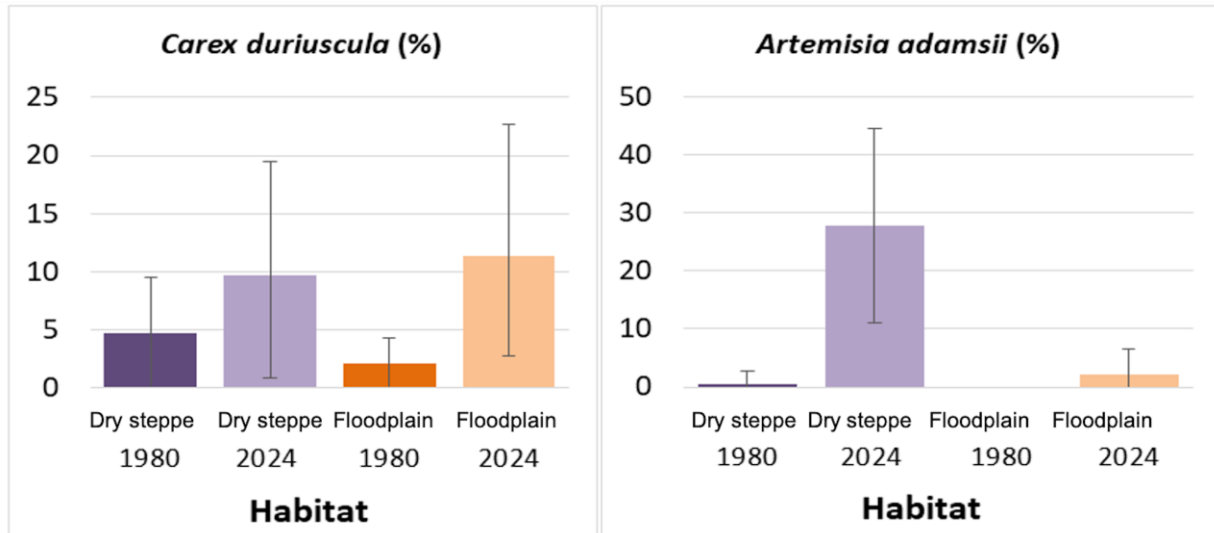 Carex duriuscula (%)
25
20
15
10
5
0
Dry steppe Dry steppe Floodplain Floodplain
1980 2024 1980 2024
Habitat
Artemisia adamsii (%)
50
40
30
20
10
0
Dry steppe Dry steppe Floodplain Floodplain
1980 2024 1980 2024
Habitat